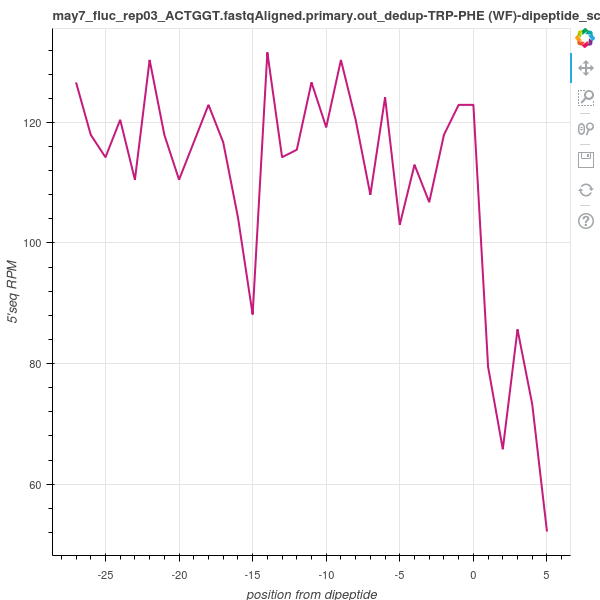 may7_fluc_rep03_ACTGGT.fastqAligned.primary.out_dedup-TRP-PHE (WF)-dipeptide_sc
120
100
80
60
5'seq RPM
-25 -20 -15 -10 -5 0 5
position from dipeptide